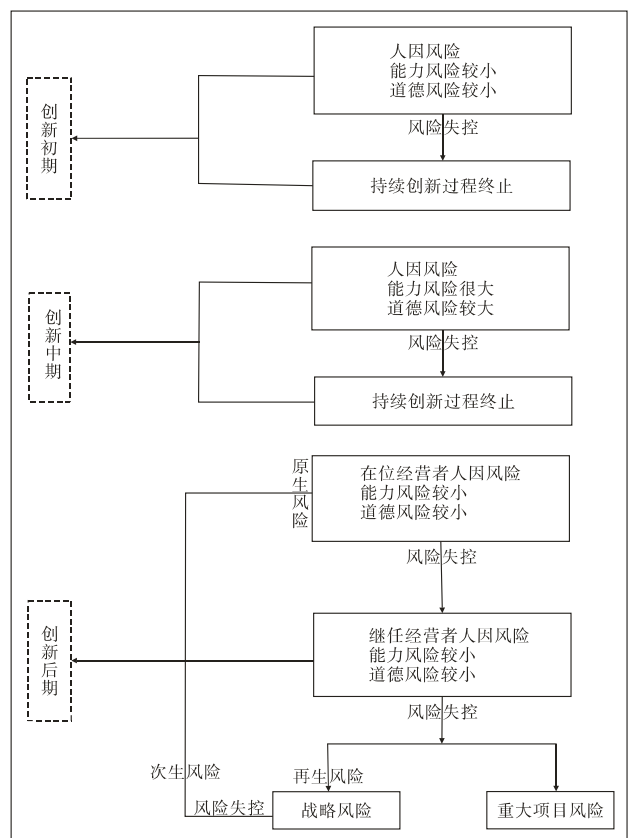 创新初期
人因风险
能力风险较小
道德风险较小
风险失控
持续创新过程终止
创新中期
人因风险
能力风险很大
道德风险较大
风险失控
持续创新过程终止
创新后期
原生风险
在位经营者人因风险
能力风险较小
道德风险较小
风险失控
继任经营者人因风险
能力风险较小
道德风险较小
风险失控
次生风险
再生风险
风险失控
战略风险
重大项目风险